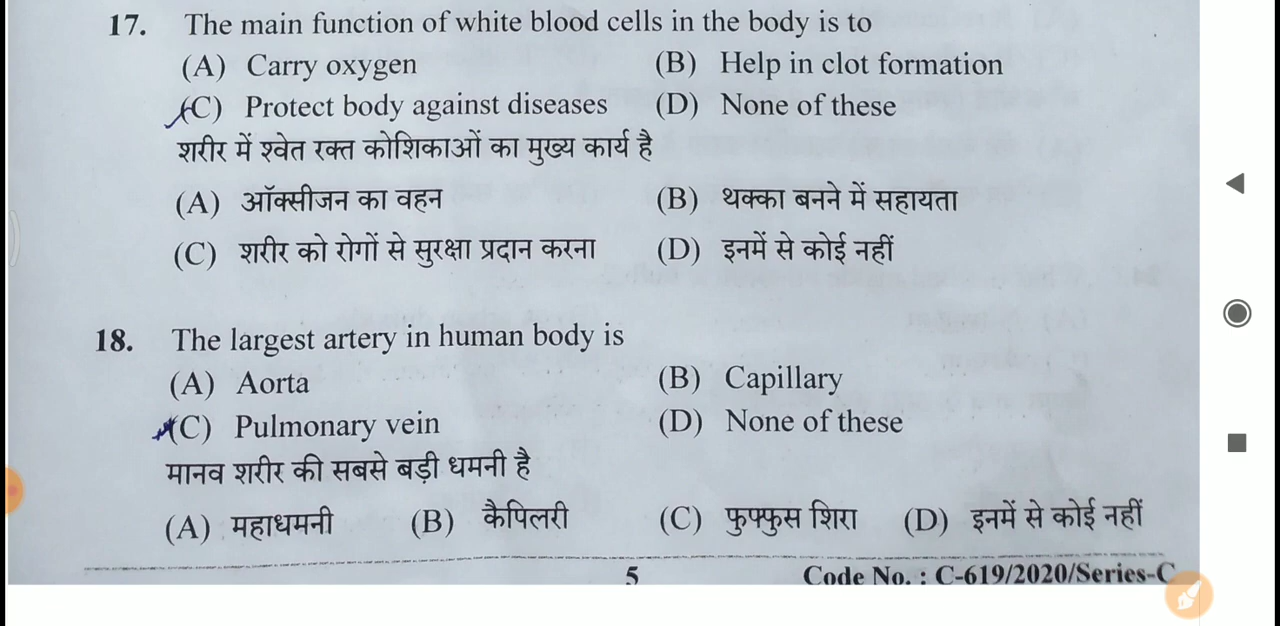 17. The main function of white blood cells in the body is to
(A) Carry oxygen (B) Help in clot formation
(C) Protect body against diseases (D) None of these
शरीर में श्वेत रक्त कोशिकाओं का मुख्य कार्य है
(A) ऑक्सीजन का वहन (B) थक्का बनने में सहायता
(C) शरीर को रोगों से सुरक्षा प्रदान करना (D) इनमें से कोई नहीं
18. The largest artery in human body is
(A) Aorta (B) Capillary
(C) Pulmonary vein (D) None of these
मानव शरीर की सबसे बड़ी धमनी है
(A) महाधमनी (B) कैपिलरी (C) फुफ्फुस शिरा (D) इनमें से कोई नहीं
5 Code No. : C-619/2020/Series-C